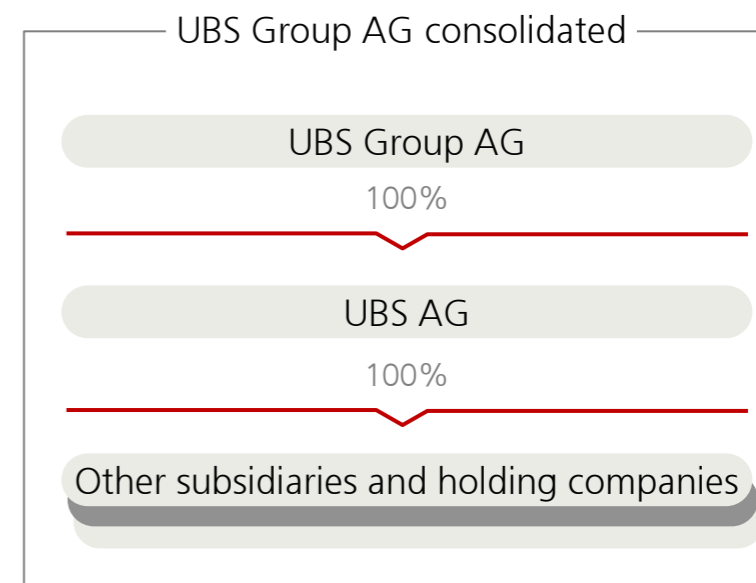 UBS Group AG consolidated
UBS Group AG
100%
UBS AG
100%
Other subsidiaries and holding companies